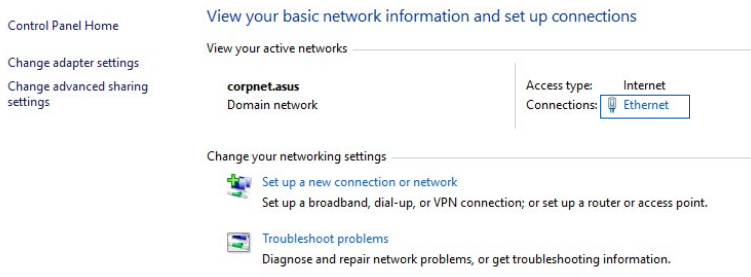 Control Panel Home
Change adapter settings
Change advanced sharing
settings
View your basic network information and set up connections
View your active networks
corpnet.asus
Domain network
Access type: Internet
Connections: Ethernet
Change your networking settings
Set up a new connection or network
Set up a broadband, dial-up, or VPN connection; or set up a router or access point.
Troubleshoot problems
Diagnose and repair network problems, or get troubleshooting information.